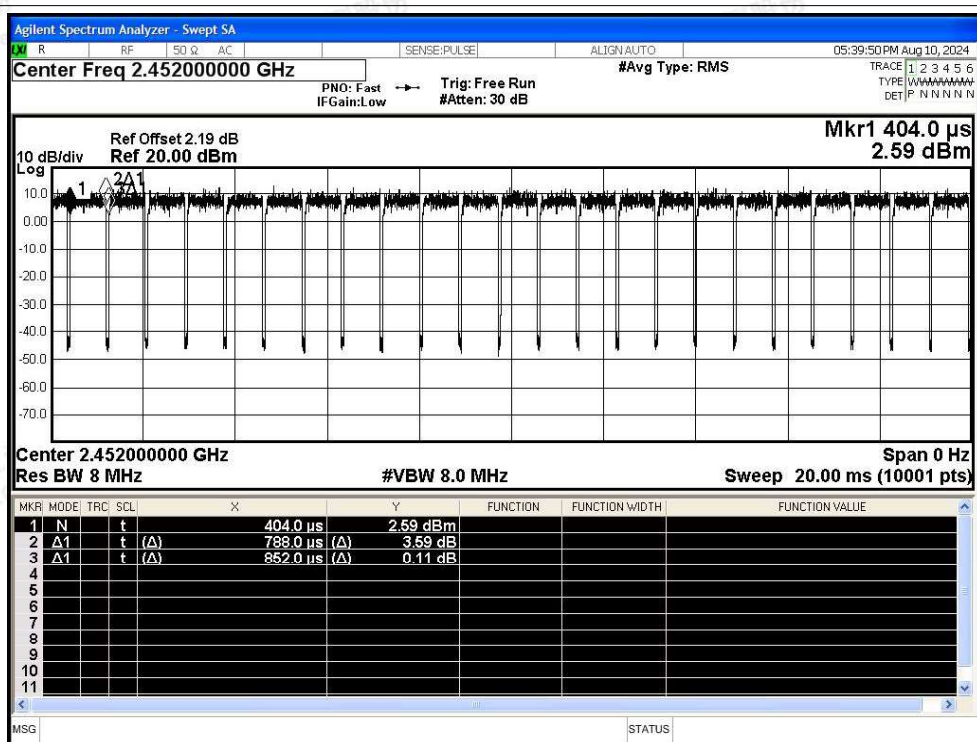 Agilent Spectrum Analyzer - Swept SA
LXI R RF 50 Ω AC SENSE:PULSE ALIGN AUTO 05:39:50 PM Aug 10, 2024
Center Freq 2.452000000 GHz #Avg Type: RMS TRACE 1 2 3 4 5 6
PNO: Fast Trig: Free Run TYPE WWWWWW
IFGain:Low #Atten: 30 dB DET P N N N N N
Mkr1 404.0 µs
Ref Offset 2.19 dB
10 dB/div Ref 20.00 dBm 2.59 dBm
Log
10.0 1 2Δ1
0.00
-10.0
-20.0
-30.0
-40.0
-50.0
-60.0
-70.0
Center 2.452000000 GHz Span 0 Hz
Res BW 8 MHz #VBW 8.0 MHz Sweep 20.00 ms (10001 pts)
MKR MODE TRC SCL X Y FUNCTION FUNCTION WIDTH FUNCTION VALUE
1 N t 404.0 µs 2.59 dBm
2 Δ1 t (Δ) 788.0 µs (Δ) 3.59 dB
3 Δ1 t (Δ) 852.0 µs (Δ) 0.11 dB
4
5
6
7
8
9
10
11
MSG STATUS